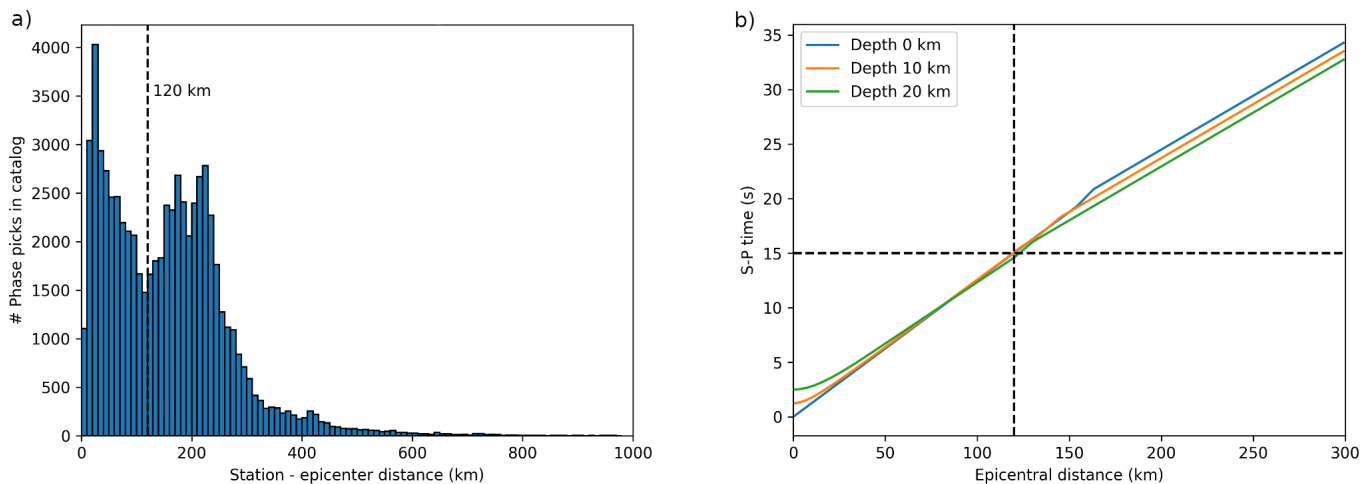 a)
120 km
# Phase picks in catalog
4000
3500
3000
2500
2000
1500
1000
500
0
0 200 400 600 800 1000
Station - epicenter distance (km)
b)
Depth 0 km
Depth 10 km
Depth 20 km
S-P time (s)
35
30
25
20
15
10
5
0
0 50 100 150 200 250 300
Epicentral distance (km)